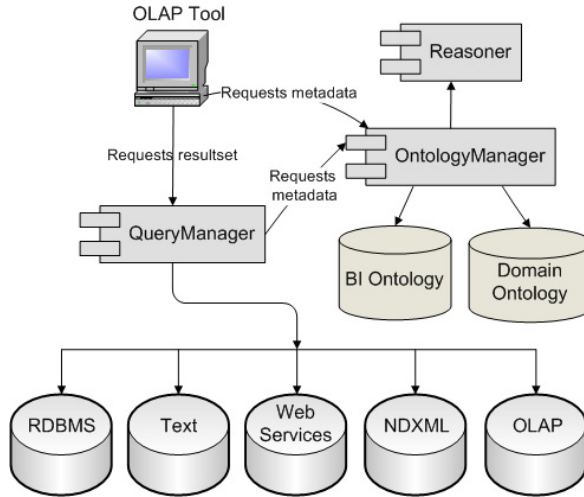 OLAP Tool
Reasoner
Requests metadata
OntologyManager
Requests resultset
Requests
metadata
QueryManager
BI Ontology
Domain
Ontology
RDBMS
Text
Web
Services
NDXML
OLAP